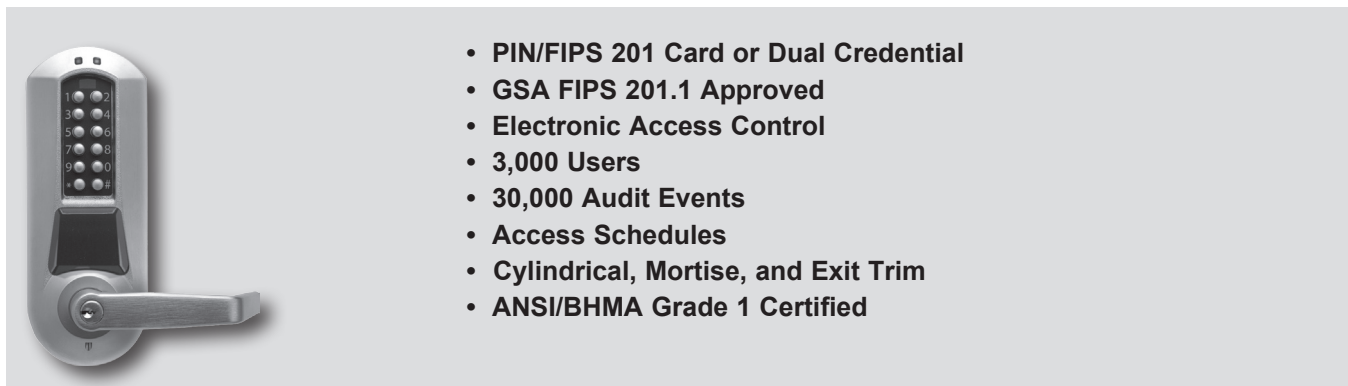 • PIN/FIPS 201 Card or Dual Credential
• GSA FIPS 201.1 Approved
• Electronic Access Control
• 3,000 Users
• 30,000 Audit Events
• Access Schedules
• Cylindrical, Mortise, and Exit Trim
• ANSI/BHMA Grade 1 Certified
1 2
3 4
5 6
7 8
9 0
* #